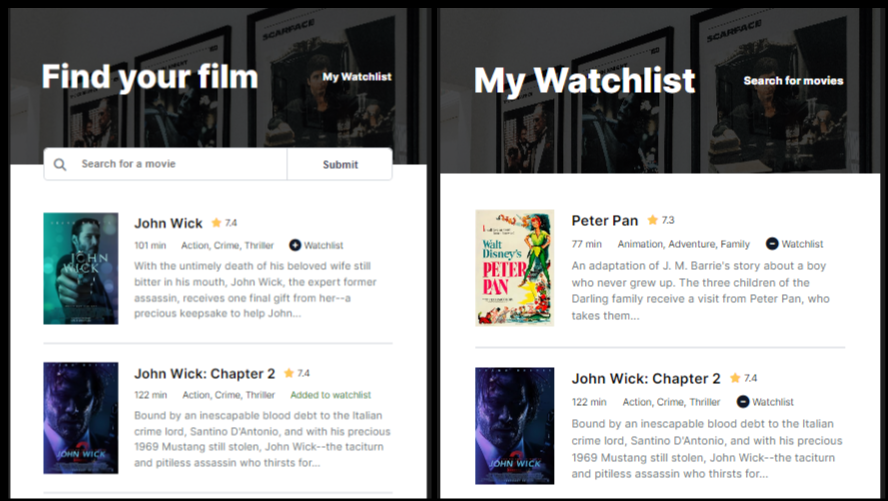 SCARFACE
Find your film
My Watchlist
Search for a movie
Submit
JOHN
WICK
John Wick
7.4
101 min
Action, Crime, Thriller
Watchlist
With the untimely death of his beloved wife still
bitter in his mouth, John Wick, the expert former
assassin, receives one final gift from her--a
precious keepsake to help John...
JOHN WICK
John Wick: Chapter 2
7.4
122 min
Action, Crime, Thriller
Added to watchlist
Bound by an inescapable blood debt to the Italian
crime lord, Santino D'Antonio, and with his precious
1969 Mustang still stolen, John Wick--the taciturn
and pitiless assassin who thirsts for...
SCARFACE
My Watchlist
Search for movies
Walt
Disney's
PETER
PAN
Peter Pan
7.3
77 min
Animation, Adventure, Family
Watchlist
An adaptation of J. M. Barrie's story about a boy
who never grew up. The three children of the
Darling family receive a visit from Peter Pan, who
takes them...
JOHN WICK
John Wick: Chapter 2
7.4
122 min
Action, Crime, Thriller
Watchlist
Bound by an inescapable blood debt to the Italian
crime lord, Santino D'Antonio, and with his precious
1969 Mustang still stolen, John Wick--the taciturn
and pitiless assassin who thirsts for...